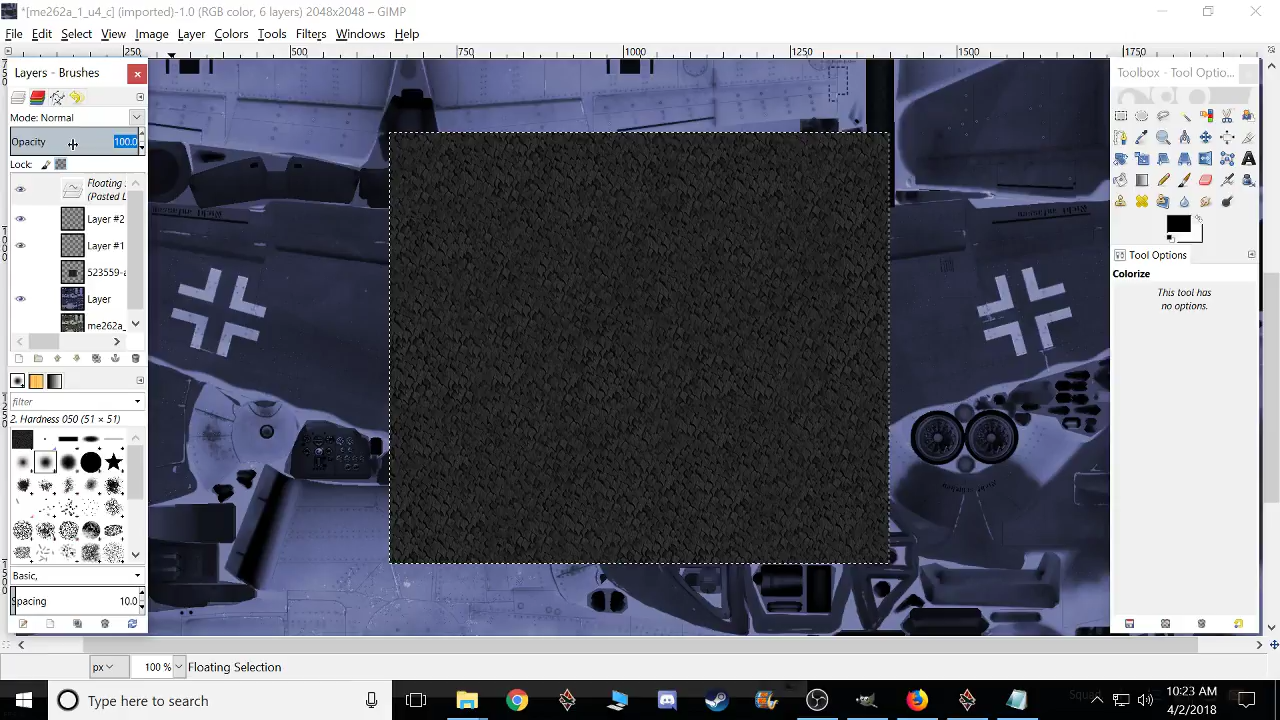 *[me262a_1_u4_c] (imported)-1.0 (RGB color, 6 layers) 2048x2048 – GIMP
File Edit Select View Image Layer Colors Tools Filters Windows Help
250 500 750 1000 1250 1500 1750
Layers - Brushes
Toolbox - Tool Optio...
Mode: Normal
Opacity 100.0
Lock:
Floating
(Pasted L
Layer #2
Layer #1
523559-a
Layer
me262a_
filter
2. Hardness 050 (51 × 51)
Basic,
Spacing 10.0
Tool Options
Colorize
This tool has
no options.
px 100 % Floating Selection
Type here to search
Squad
10:23 AM
4/2/2018